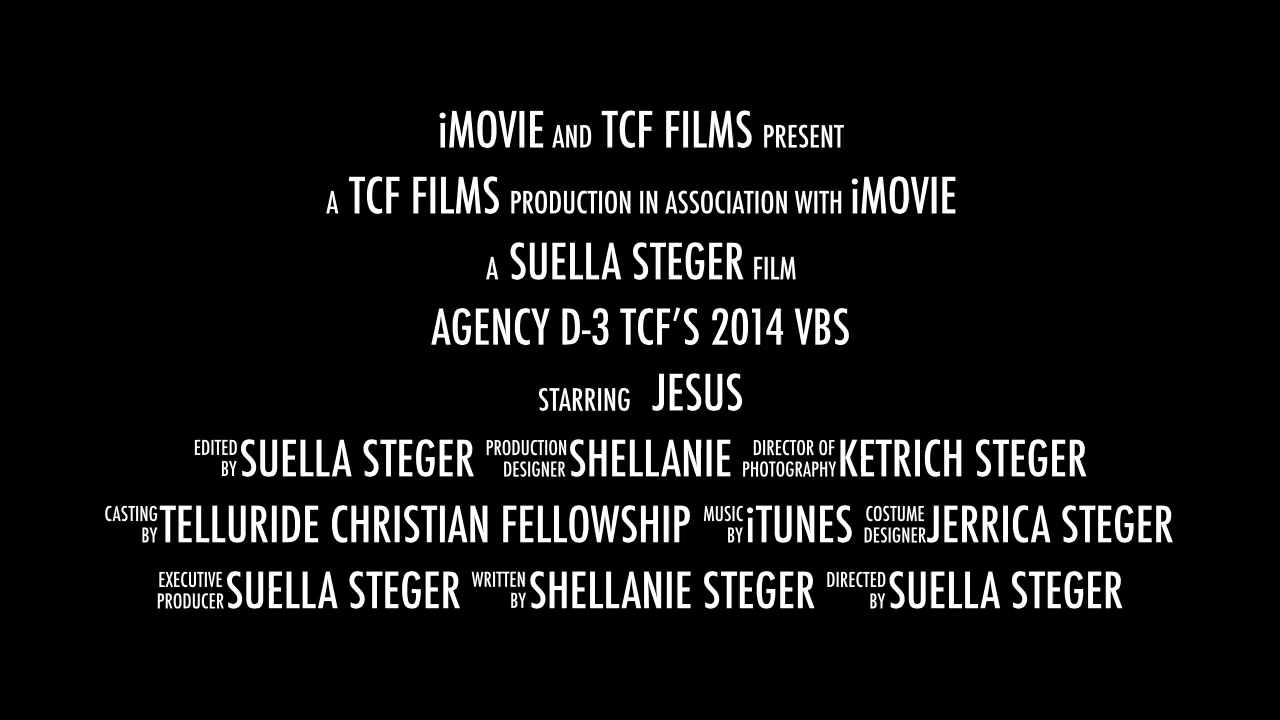 iMOVIE AND TCF FILMS PRESENT
A TCF FILMS PRODUCTION IN ASSOCIATION WITH iMOVIE
A SUELLA STEGER FILM
AGENCY D-3 TCF'S 2014 VBS
STARRING JESUS
EDITED BY SUELLA STEGER PRODUCTION DESIGNER SHELLANIE DIRECTOR OF PHOTOGRAPHY KETRICH STEGER
CASTING BY TELLURIDE CHRISTIAN FELLOWSHIP MUSIC BY iTUNES COSTUME DESIGNER JERRICA STEGER
EXECUTIVE PRODUCER SUELLA STEGER WRITTEN BY SHELLANIE STEGER DIRECTED BY SUELLA STEGER